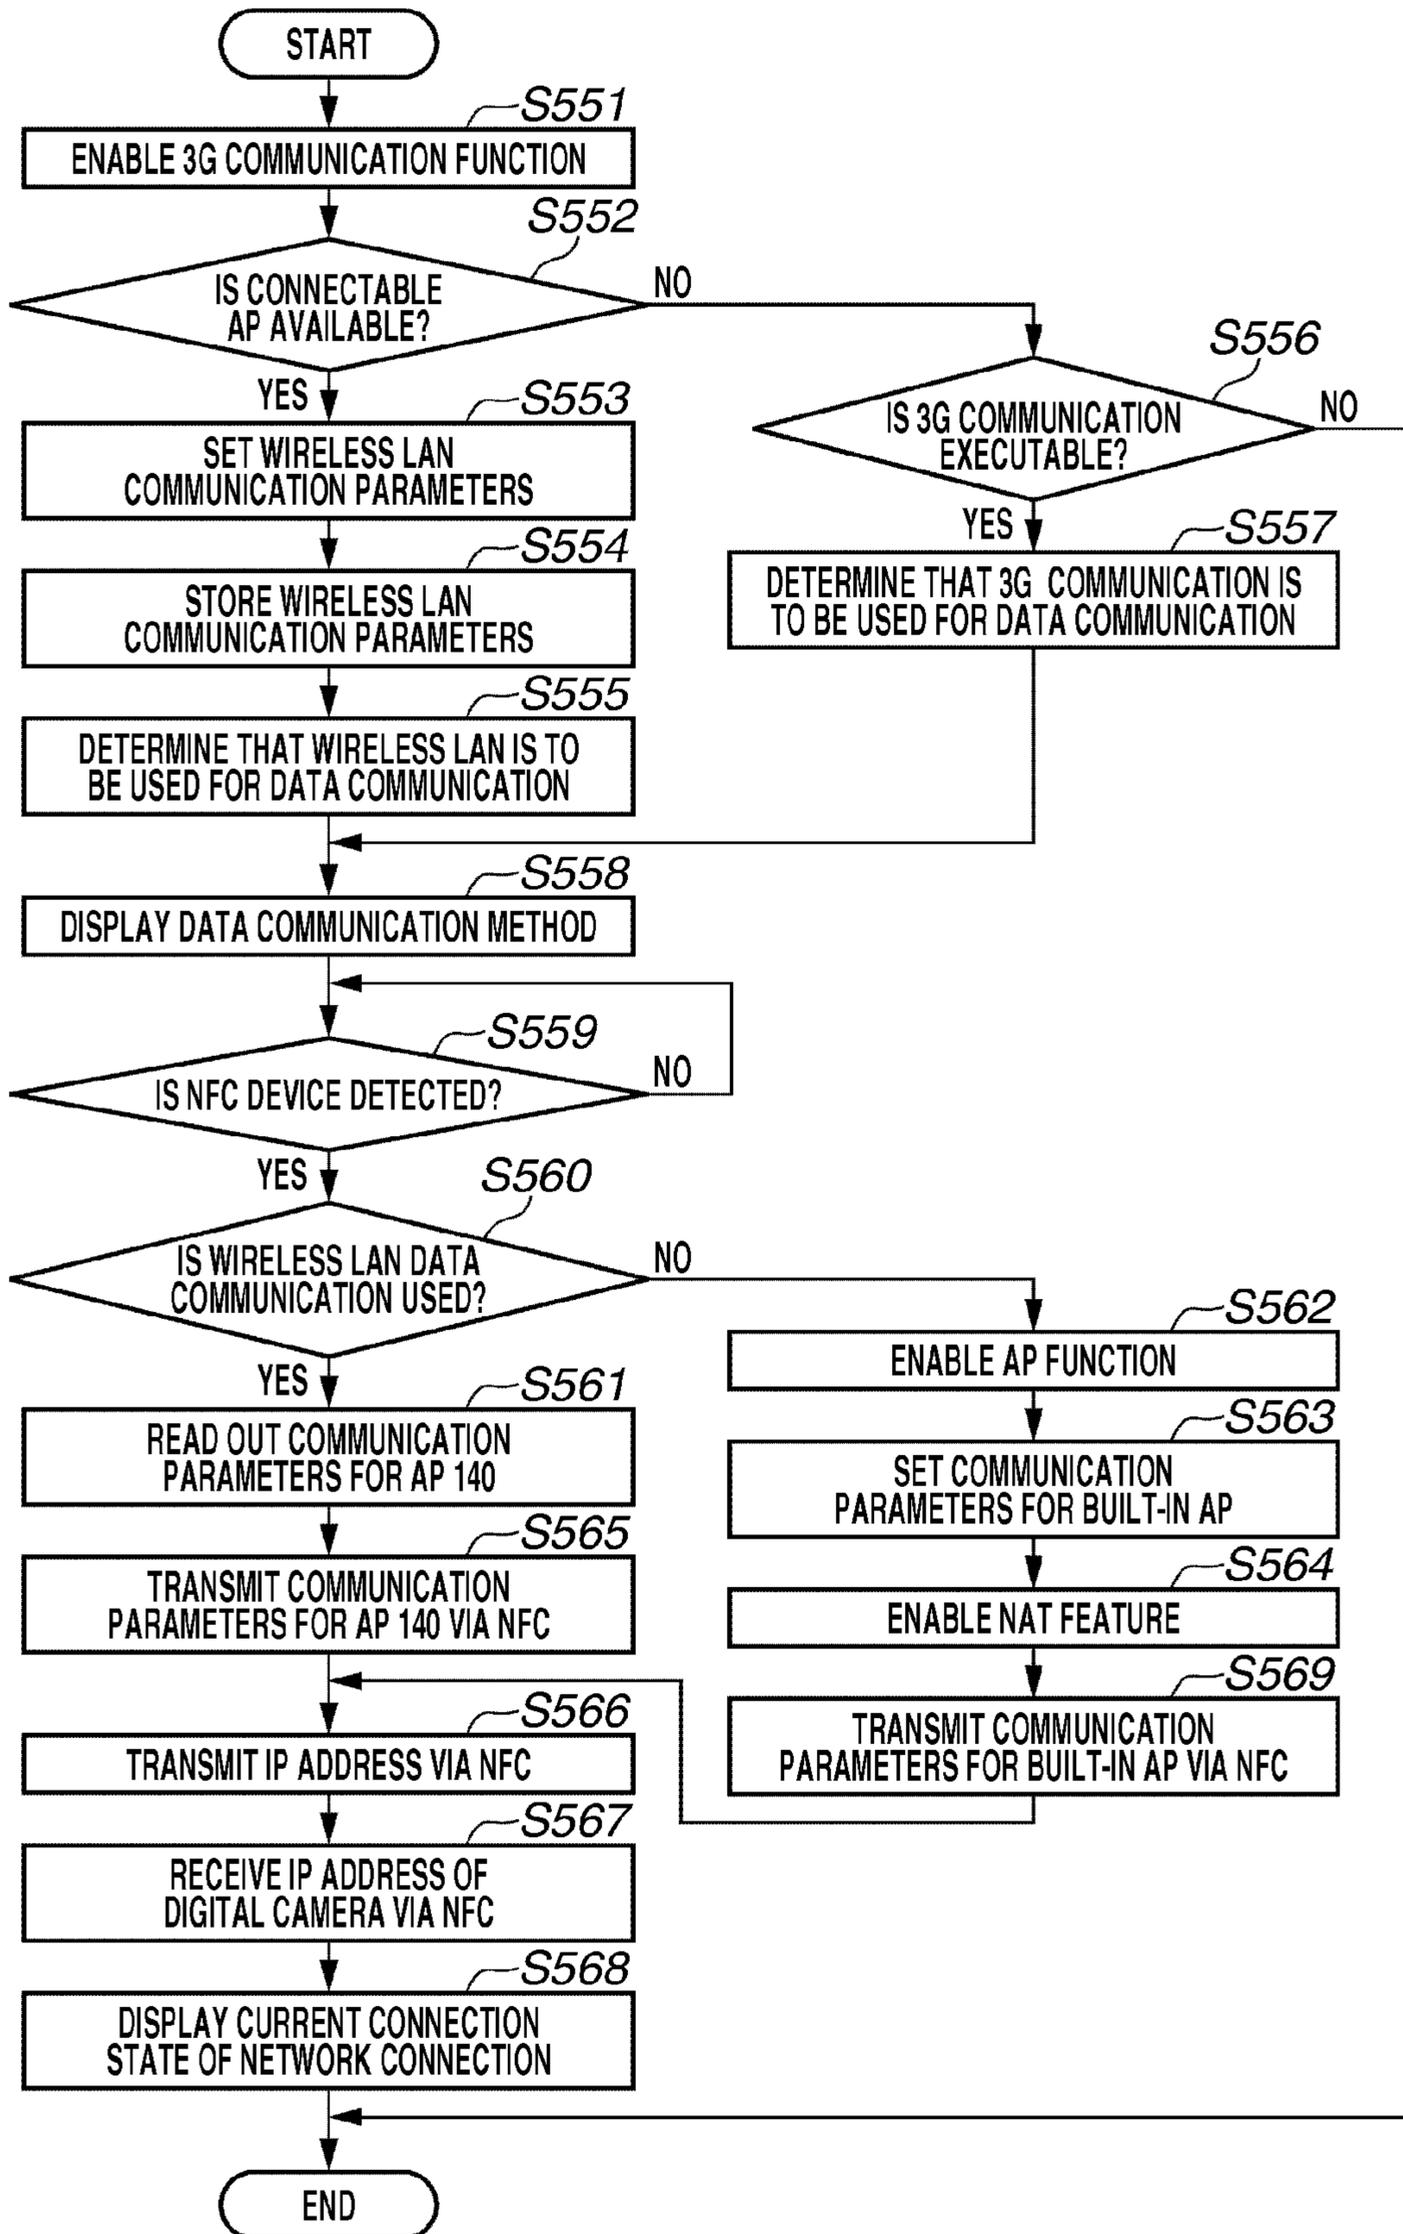 START
S551
ENABLE 3G COMMUNICATION FUNCTION
S552
IS CONNECTABLE
AP AVAILABLE?
NO
YES
S556
IS 3G COMMUNICATION
EXECUTABLE?
NO
YES
S553
SET WIRELESS LAN
COMMUNICATION PARAMETERS
S557
DETERMINE THAT 3G COMMUNICATION IS
TO BE USED FOR DATA COMMUNICATION
S554
STORE WIRELESS LAN
COMMUNICATION PARAMETERS
S555
DETERMINE THAT WIRELESS LAN IS TO
BE USED FOR DATA COMMUNICATION
S558
DISPLAY DATA COMMUNICATION METHOD
S559
IS NFC DEVICE DETECTED?
NO
YES
S560
IS WIRELESS LAN DATA
COMMUNICATION USED?
NO
YES
S561
READ OUT COMMUNICATION
PARAMETERS FOR AP 140
S565
TRANSMIT COMMUNICATION
PARAMETERS FOR AP 140 VIA NFC
S562
ENABLE AP FUNCTION
S563
SET COMMUNICATION
PARAMETERS FOR BUILT-IN AP
S564
ENABLE NAT FEATURE
S569
TRANSMIT COMMUNICATION
PARAMETERS FOR BUILT-IN AP VIA NFC
S566
TRANSMIT IP ADDRESS VIA NFC
S567
RECEIVE IP ADDRESS OF
DIGITAL CAMERA VIA NFC
S568
DISPLAY CURRENT CONNECTION
STATE OF NETWORK CONNECTION
END